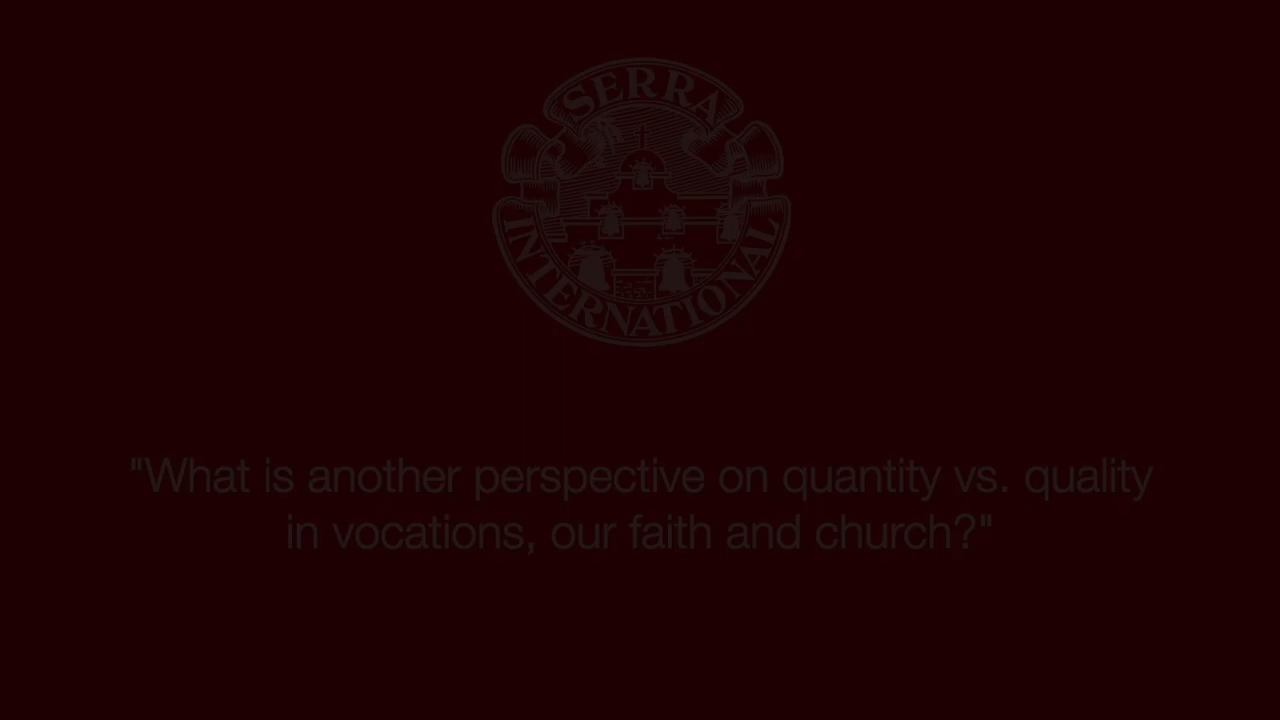 SERRA
INTERNATIONAL
"What is another perspective on quantity vs. quality
in vocations, our faith and church?"